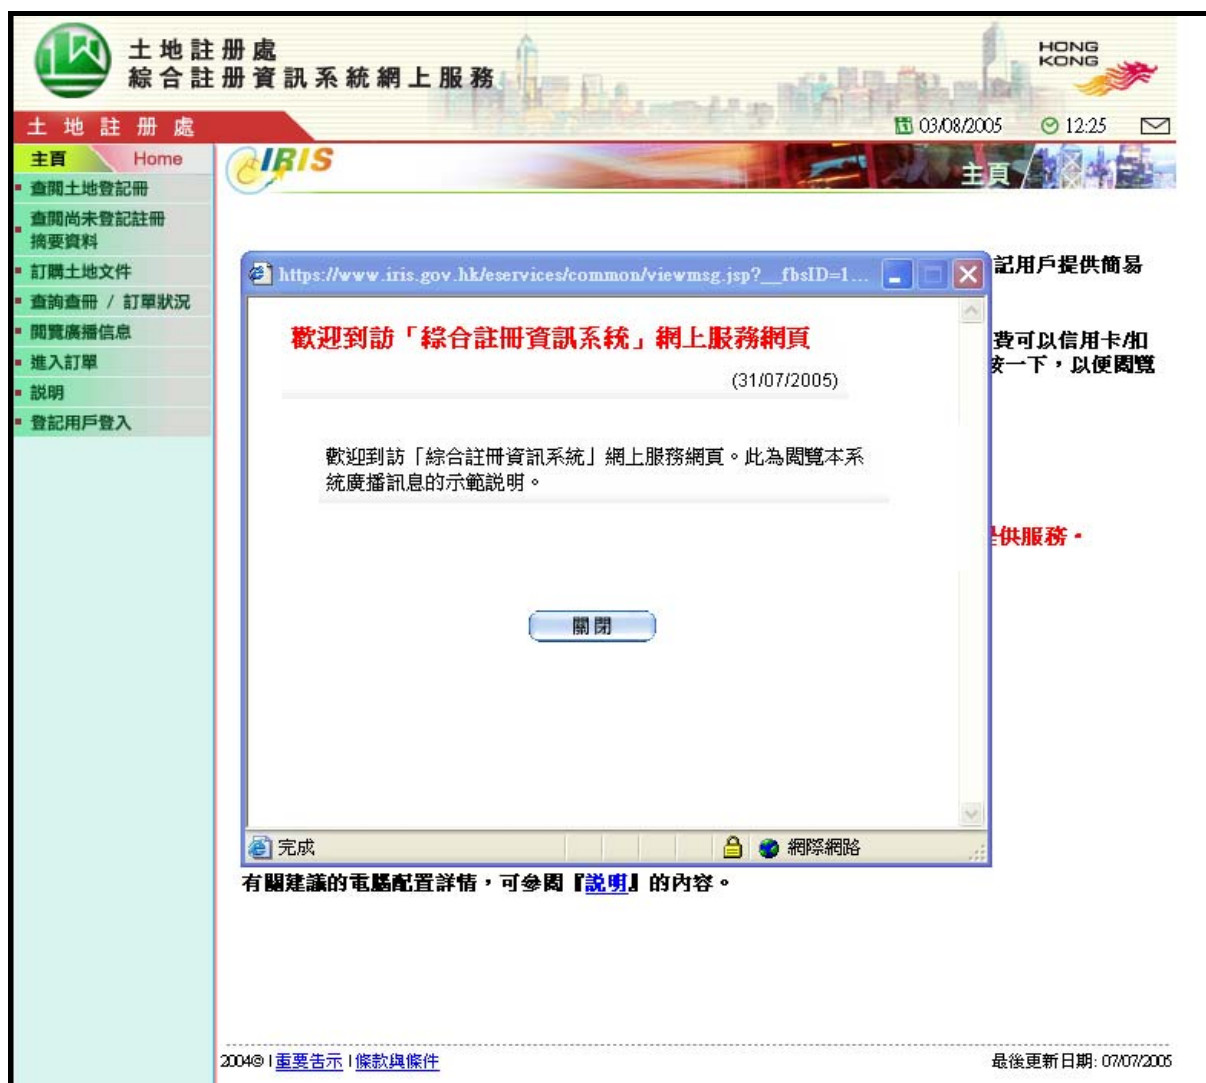 土地註册處
綜合註册資訊系統網上服務
HONG
KONG
土地註册處
03/08/2005 12:25
主頁 Home
IRIS
主頁
查閱土地登記冊
查閱尚未登記註冊
摘要資料
訂購土地文件
查詢查冊 / 訂單狀況
閱覽廣播信息
進入訂單
説明
登記用戶登入
記用戶提供簡易
費可以信用卡/扣
按一下，以便閱覽
提供服務。
https://www.iris.gov.hk/eservices/common/viewmsg.jsp?__fbsID=1...
歡迎到訪「綜合註冊資訊系統」網上服務網頁
(31/07/2005)
歡迎到訪「綜合註冊資訊系統」網上服務網頁。此為閱覽本系
統廣播訊息的示範説明。
關閉
完成
網際網路
有關建議的電腦配置詳情，可參閱『説明』的內容。
2004© | 重要告示 | 條款與條件
最後更新日期: 07/07/2005